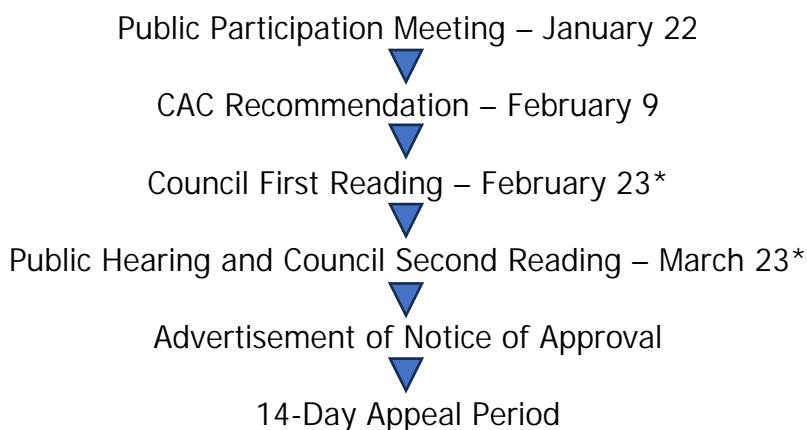 Public Participation Meeting – January 22
CAC Recommendation – February 9
Council First Reading – February 23*
Public Hearing and Council Second Reading – March 23*
Advertisement of Notice of Approval
14-Day Appeal Period